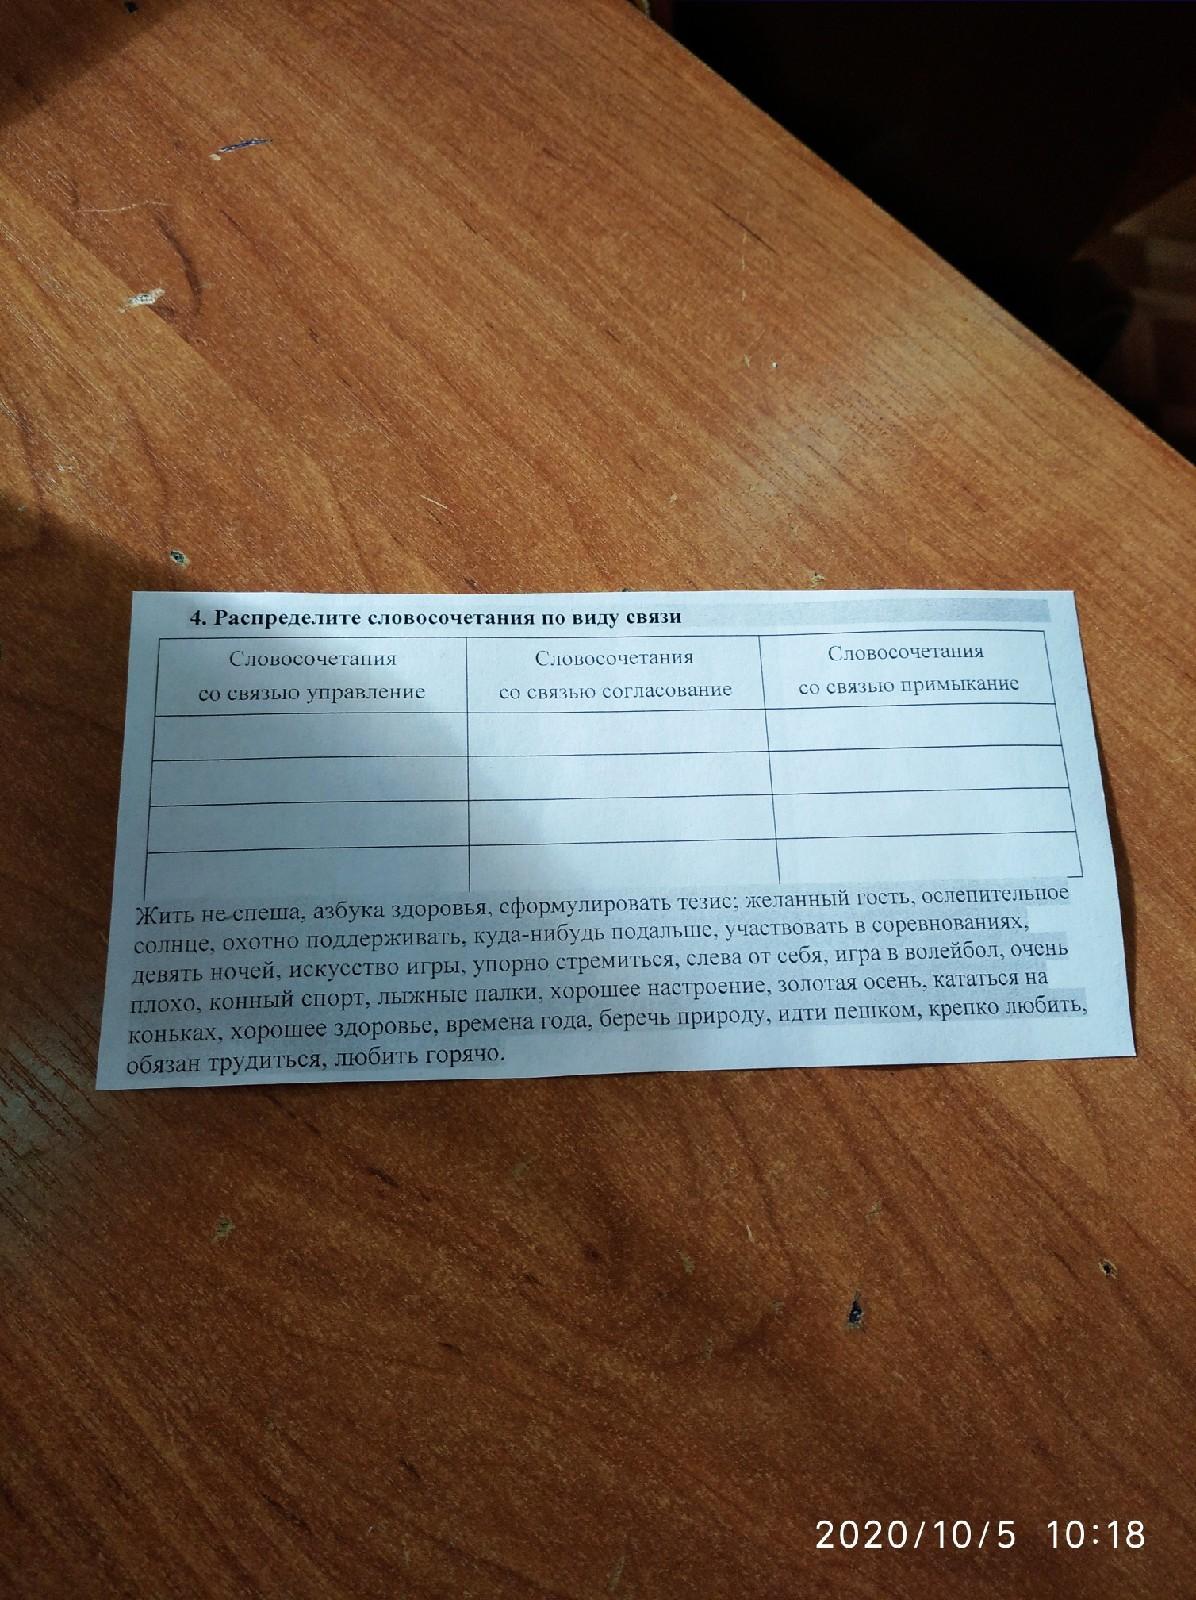 4. Распределите словосочетания по виду связи
Словосочетания со связью управление
Словосочетания со связью согласование
Словосочетания со связью примыкание
Жить не спеша, азбука здоровья, сформулировать тезис; желанный гость, ослепительное
солнце, охотно поддерживать, куда-нибудь подальше, участвовать в соревнованиях,
девять ночей, искусство игры, упорно стремиться, слева от себя, игра в волейбол, очень
плохо, конный спорт, лыжные палки, хорошее настроение, золотая осень, кататься на
коньках, хорошее здоровье, времена года, беречь природу, идти пешком, крепко любить,
обязан трудиться, любить горячо.
2020/10/5 10:18